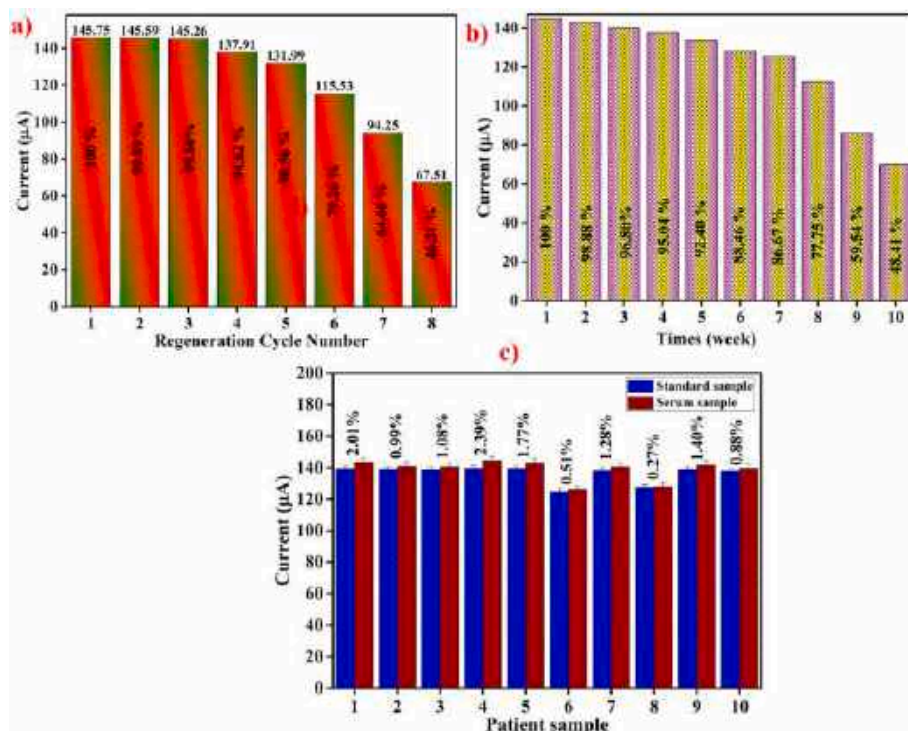 a)
145.75 145.59 145.26 137.91 131.99 115.53 94.25 67.51
140
120
100
80
60
40
20
0
Current (µA)
100 %
1 2 3 4 5 6 7 8
Regeneration Cycle Number
b)
140
120
100
80
60
40
20
0
Current (µA)
100 % 98.88 % 96.80 % 95.04 % 92.40 % 88.46 % 86.67 % 77.75 % 59.54 % 48.41 %
1 2 3 4 5 6 7 8 9 10
Times (week)
c)
200
180
160
140
120
100
80
60
40
20
0
Current (µA)
Standard sample
Serum sample
2.01% 0.99% 1.08% 2.39% 1.77% 0.51% 1.28% 0.27% 1.40% 0.88%
1 2 3 4 5 6 7 8 9 10
Patient sample